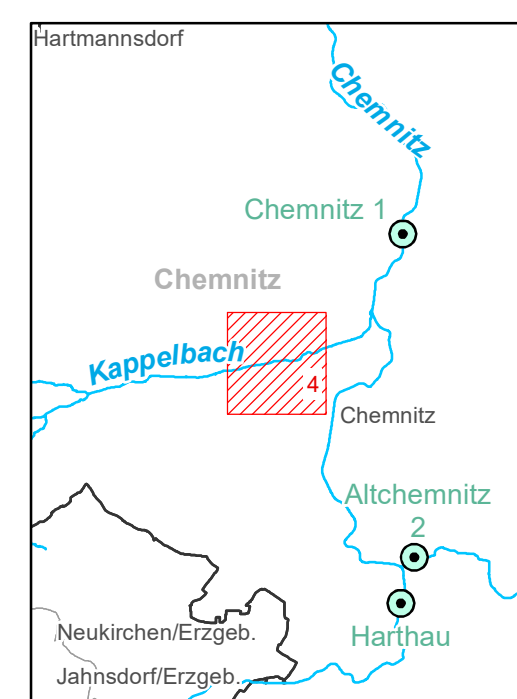 Hartmannsdorf
Chemnitz
Chemnitz 1
Chemnitz
Kappelbach
4
Chemnitz
Altchemnitz
2
Neukirchen/Erzgeb.
Harthau
Jahnsdorf/Erzgeb.